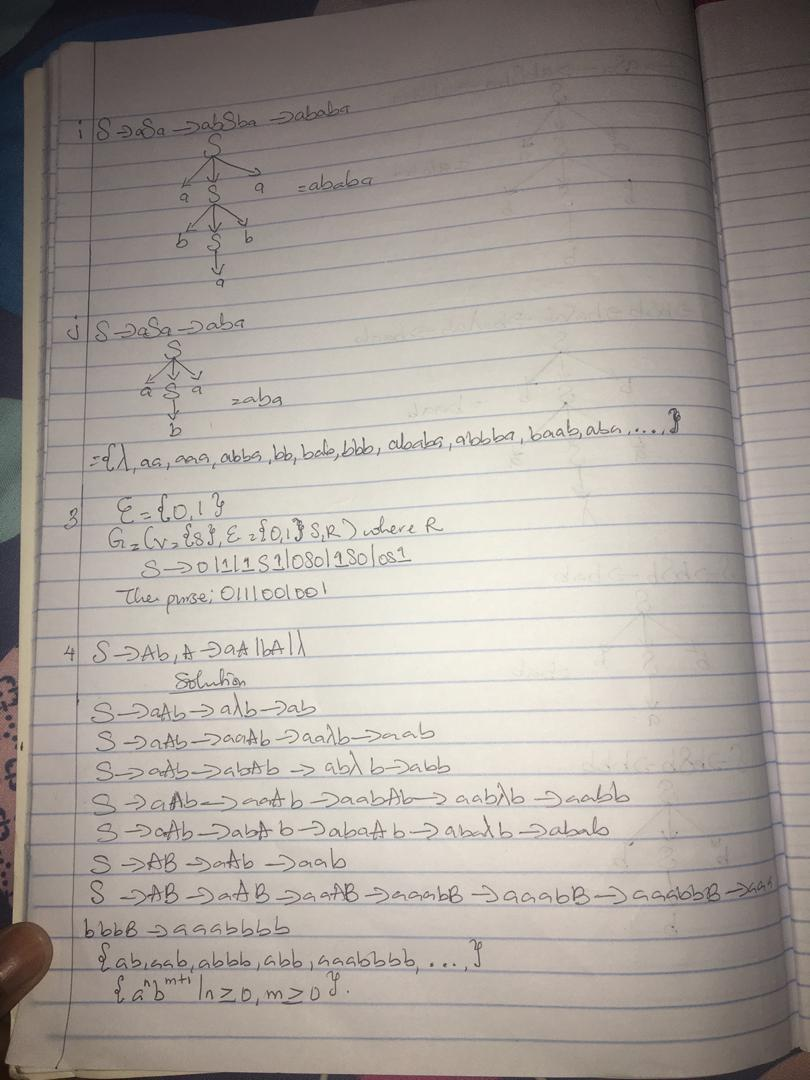 i S→aSa→abSba→ababa
S
a S a =ababa
b S b
a
j S→aSa→aba
S
a S a
=aba
b
={λ, aa, aaa, abba, bb, bab, bbb, ababa, abbba, baab, aba, ..., }
3 Σ={0,1}
G=(V={S}, Σ={0,1} S,R) where R
S→0|1|1S1|0S0|1S0|0S1
The purse; 0111001001
4 S→Ab, A→aA|bA|λ
Solution
S→aAb→aλb→ab
S→aAb→aaAb→aaλb→aab
S→aAb→abAb→abλb→abb
S→aAb→aaAb→aabAb→aabλb→aabb
S→aAb→abAb→abaAb→abaλb→abab
S→AB→aAb→aab
S→AB→aAB→aaAB→aaabB→aaabB→aaabbB→aaa
bbbB→aaabbbb
{ab, aab, abbb, abb, aaabbbb, ..., }
{aⁿbᵐ⁺¹|n≥0, m≥0}.